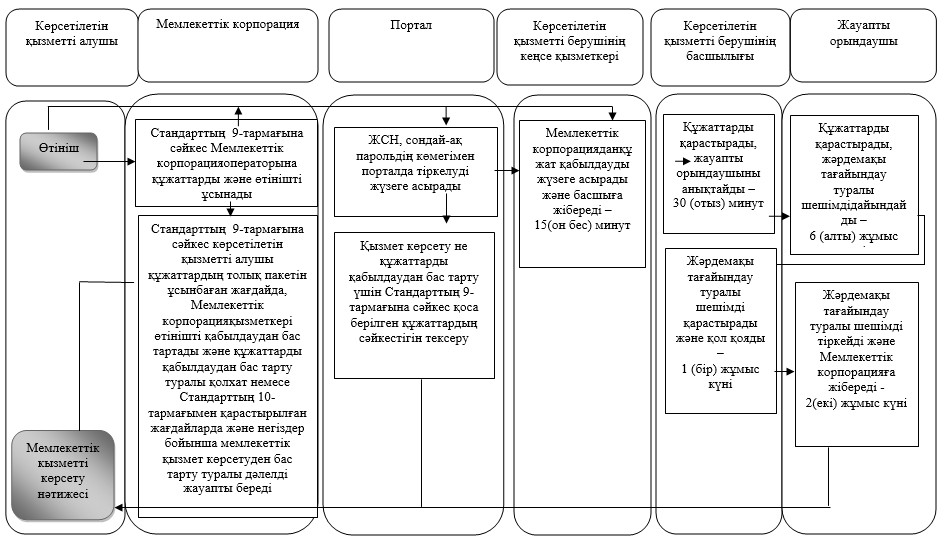 Көрсетілетін
қызметті алушы
Мемлекеттік корпорация
Портал
Көрсетілетін
қызметті берушінің
кеңсе қызметкері
Көрсетілетін
қызметті берушінің
басшылығы
Жауапты
орындаушы
Өтініш
Стандарттың 9-тармағына
сәйкес Мемлекеттік
корпорацияоператорына
құжаттарды және өтінішті
ұсынады
Стандарттың 9-тармағына
сәйкес көрсетілетін
қызметті алушы
құжаттардың толық пакетін
ұсынбаған жағдайда,
Мемлекеттік
корпорацияқызметкері
өтінішті қабылдаудан бас
тартады және құжаттарды
қабылдаудан бас тарту
туралы қолхат немесе
Стандарттың 10-
тармағымен қарастырылған
жағдайларда және негіздер
бойынша мемлекеттік
қызмет көрсетуден бас
тарту туралы дәлелді
жауапты береді
ЖСН, сондай-ақ
парольдің көмегімен
порталда тіркелуді
жүзеге асырады
Қызмет көрсету не
құжаттарды
қабылдаудан бас тарту
үшін Стандарттың 9-
тармағына сәйкес қоса
берілген құжаттардың
сәйкестігін тексеру
Мемлекеттік
корпорацияданқұ
жат қабылдауды
жүзеге асырады
және басшыға
жібереді –
15(он бес) минут
Құжаттарды
қарастырады,
жауапты
орындаушыны
анықтайды –
30 (отыз) минут
Құжаттарды
қарастырады,
жәрдемақы
тағайындау
туралы
шешімдідайындай
ды –
6 (алты) жұмыс
Жәрдемақы
тағайындау
туралы
шешімді
қарастырады
және қол қояды
–
1 (бір) жұмыс
күні
Жәрдемақы
тағайындау
туралы шешімді
тіркейді және
Мемлекеттік
корпорацияға
жібереді -
2(екі) жұмыс күні
Мемлекеттік
қызметті
көрсету
нәтижесі